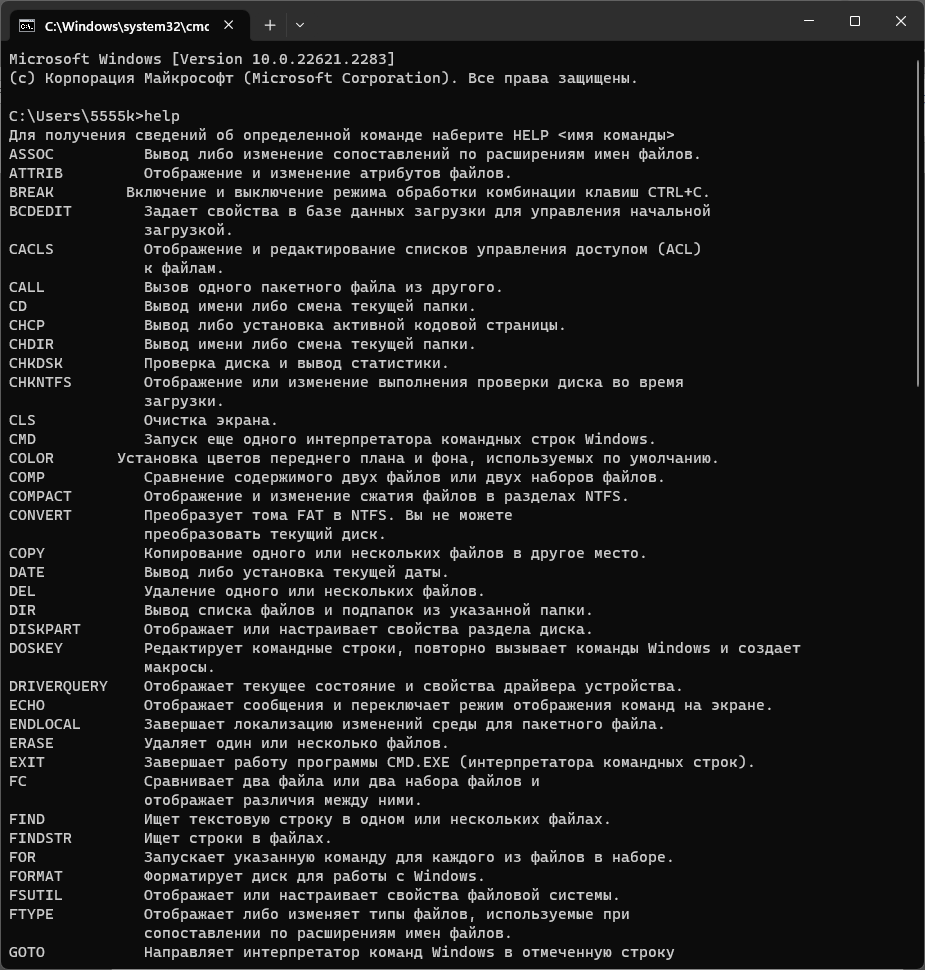 C:\Windows\system32\cmc
Microsoft Windows [Version 10.0.22621.2283]
(c) Корпорация Майкрософт (Microsoft Corporation). Все права защищены.
C:\Users\5555k>help
Для получения сведений об определенной команде наберите HELP <имя команды>
ASSOC          Вывод либо изменение сопоставлений по расширениям имен файлов.
ATTRIB         Отображение и изменение атрибутов файлов.
BREAK        Включение и выключение режима обработки комбинации клавиш CTRL+C.
BCDEDIT        Задает свойства в базе данных загрузки для управления начальной
               загрузкой.
CACLS          Отображение и редактирование списков управления доступом (ACL)
               к файлам.
CALL           Вызов одного пакетного файла из другого.
CD             Вывод имени либо смена текущей папки.
CHCP           Вывод либо установка активной кодовой страницы.
CHDIR          Вывод имени либо смена текущей папки.
CHKDSK         Проверка диска и вывод статистики.
CHKNTFS        Отображение или изменение выполнения проверки диска во время
               загрузки.
CLS            Очистка экрана.
CMD            Запуск еще одного интерпретатора командных строк Windows.
COLOR       Установка цветов переднего плана и фона, используемых по умолчанию.
COMP           Сравнение содержимого двух файлов или двух наборов файлов.
COMPACT        Отображение и изменение сжатия файлов в разделах NTFS.
CONVERT        Преобразует тома FAT в NTFS. Вы не можете
               преобразовать текущий диск.
COPY           Копирование одного или нескольких файлов в другое место.
DATE           Вывод либо установка текущей даты.
DEL            Удаление одного или нескольких файлов.
DIR            Вывод списка файлов и подпапок из указанной папки.
DISKPART       Отображает или настраивает свойства раздела диска.
DOSKEY         Редактирует командные строки, повторно вызывает команды Windows и создает
               макросы.
DRIVERQUERY    Отображает текущее состояние и свойства драйвера устройства.
ECHO           Отображает сообщения и переключает режим отображения команд на экране.
ENDLOCAL       Завершает локализацию изменений среды для пакетного файла.
ERASE          Удаляет один или несколько файлов.
EXIT           Завершает работу программы CMD.EXE (интерпретатора командных строк).
FC             Сравнивает два файла или два набора файлов и
               отображает различия между ними.
FIND           Ищет текстовую строку в одном или нескольких файлах.
FINDSTR        Ищет строки в файлах.
FOR            Запускает указанную команду для каждого из файлов в наборе.
FORMAT         Форматирует диск для работы с Windows.
FSUTIL         Отображает или настраивает свойства файловой системы.
FTYPE          Отображает либо изменяет типы файлов, используемые при
               сопоставлении по расширениям имен файлов.
GOTO           Направляет интерпретатор команд Windows в отмеченную строку